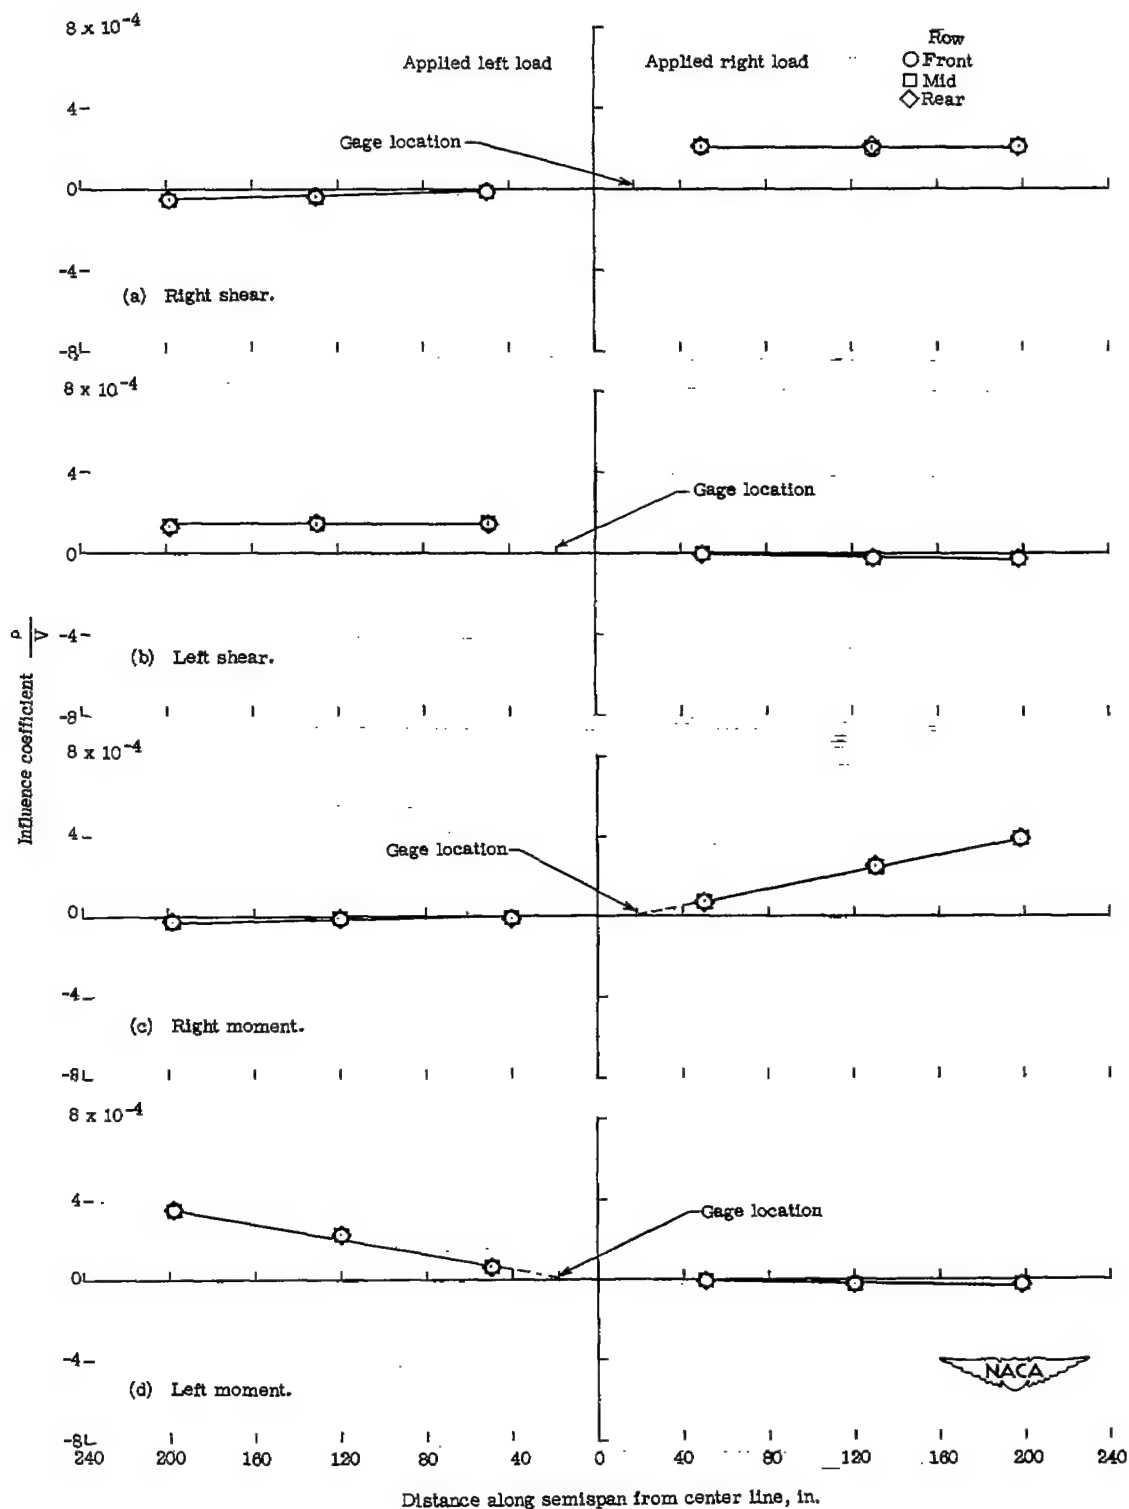 8 x 10⁻⁴
Row
Applied left load
Applied right load
Front
Mid
Rear
4
Gage location
0
-4
(a) Right shear.
-8
8 x 10⁻⁴
4
Gage location
0
-4
(b) Left shear.
-8
Influence coefficient ρ/V
8 x 10⁻⁴
4
Gage location
0
-4
(c) Right moment.
-8
8 x 10⁻⁴
4
Gage location
0
-4
NACA
(d) Left moment.
-8
240 200 160 120 80 40 0 40 80 120 160 200 240
Distance along semispan from center line, in.